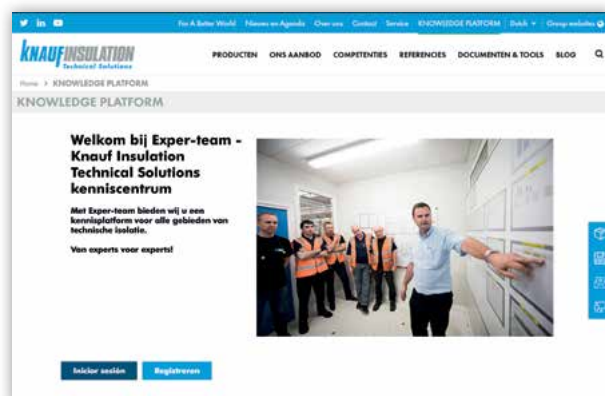 For A Better World Nieuws en Agenda Over ons Contact Service KNOWLEDGE PLATFORM Dutch Group websites
KNAUFINSULATION
Technical Solutions
PRODUCTEN ONS AANBOD COMPETENTIES REFERENCIES DOCUMENTEN & TOOLS BLOG
Home > KNOWLEDGE PLATFORM
KNOWLEDGE PLATFORM
Welkom bij Exper-team -
Knauf Insulation
Technical Solutions
kenniscentrum
Met Exper-team bieden wij u een
kennisplatform voor alle gebieden van
technische isolatie.
Van experts voor experts!
Iniciar sesión Registreren